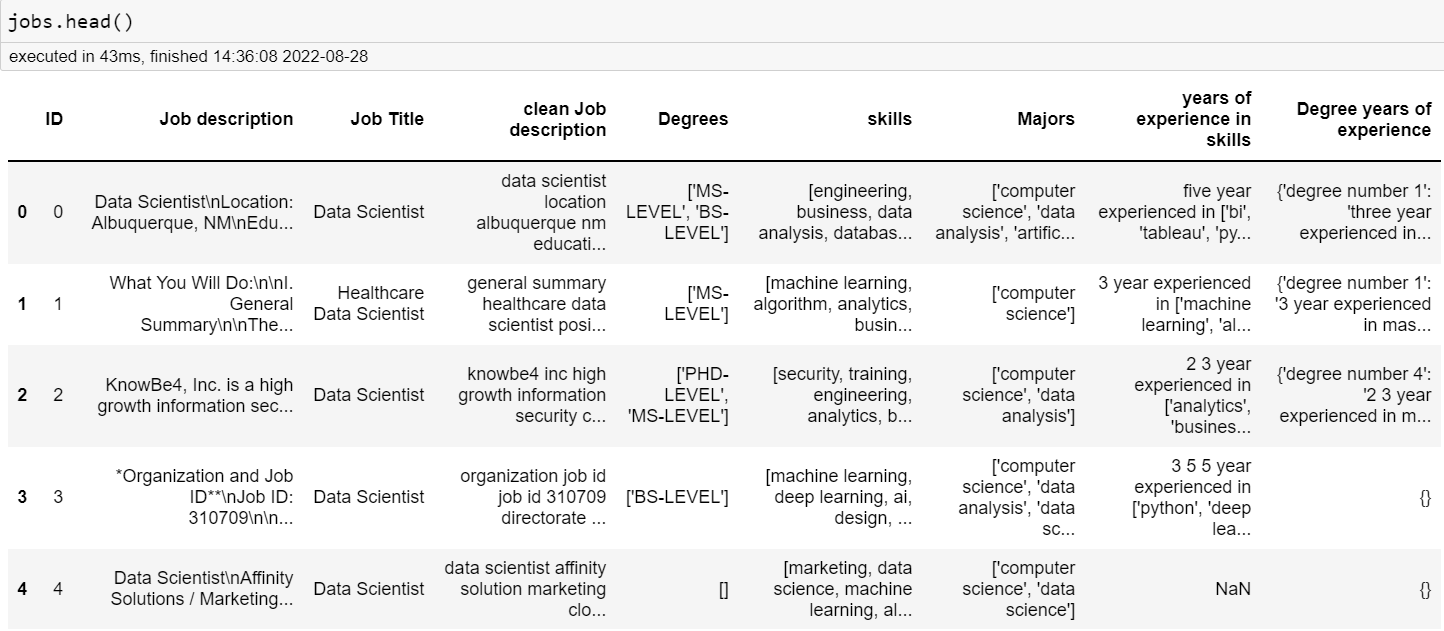 jobs.head()
executed in 43ms, finished 14:36:08 2022-08-28
ID
Job description
Job Title
clean Job
description
Degrees
skills
Majors
years of
experience in
skills
Degree years of
experience
0
0
Data Scientist\nLocation:
Albuquerque, NM\nEdu...
Data Scientist
data scientist
location
albuquerque nm
educati...
['MS-
LEVEL', 'BS-
LEVEL']
[engineering,
business, data
analysis, databas...
['computer
science', 'data
analysis', 'artific...
five year
experienced in ['bi',
'tableau', 'py...
{'degree number 1':
'three year
experienced in...
1
1
What You Will Do:\n\nI.
General
Summary\n\nThe...
Healthcare
Data Scientist
general summary
healthcare data
scientist posi...
['MS-
LEVEL']
[machine learning,
algorithm, analytics,
busin...
['computer
science']
3 year experienced
in ['machine
learning', 'al...
{'degree number 1':
'3 year experienced
in mas...
2
2
KnowBe4, Inc. is a high
growth information sec...
Data Scientist
knowbe4 inc high
growth information
security c...
['PHD-
LEVEL',
'MS-LEVEL']
[security, training,
engineering,
analytics, b...
['computer
science', 'data
analysis']
2 3 year
experienced in
['analytics',
'busines...
{'degree number 4':
'2 3 year
experienced in m...
3
3
*Organization and Job
ID**\nJob ID:
310709\n\n...
Data Scientist
organization job id
job id 310709
directorate ...
['BS-LEVEL']
[machine learning,
deep learning, ai,
design, ...
['computer
science', 'data
analysis', 'data
sc...
3 5 5 year
experienced in
['python', 'deep
lea...
{}
4
4
Data Scientist\nAffinity
Solutions / Marketing...
Data Scientist
data scientist affinity
solution marketing
clo...
[]
[marketing, data
science, machine
learning, al...
['computer
science', 'data
science']
NaN
{}